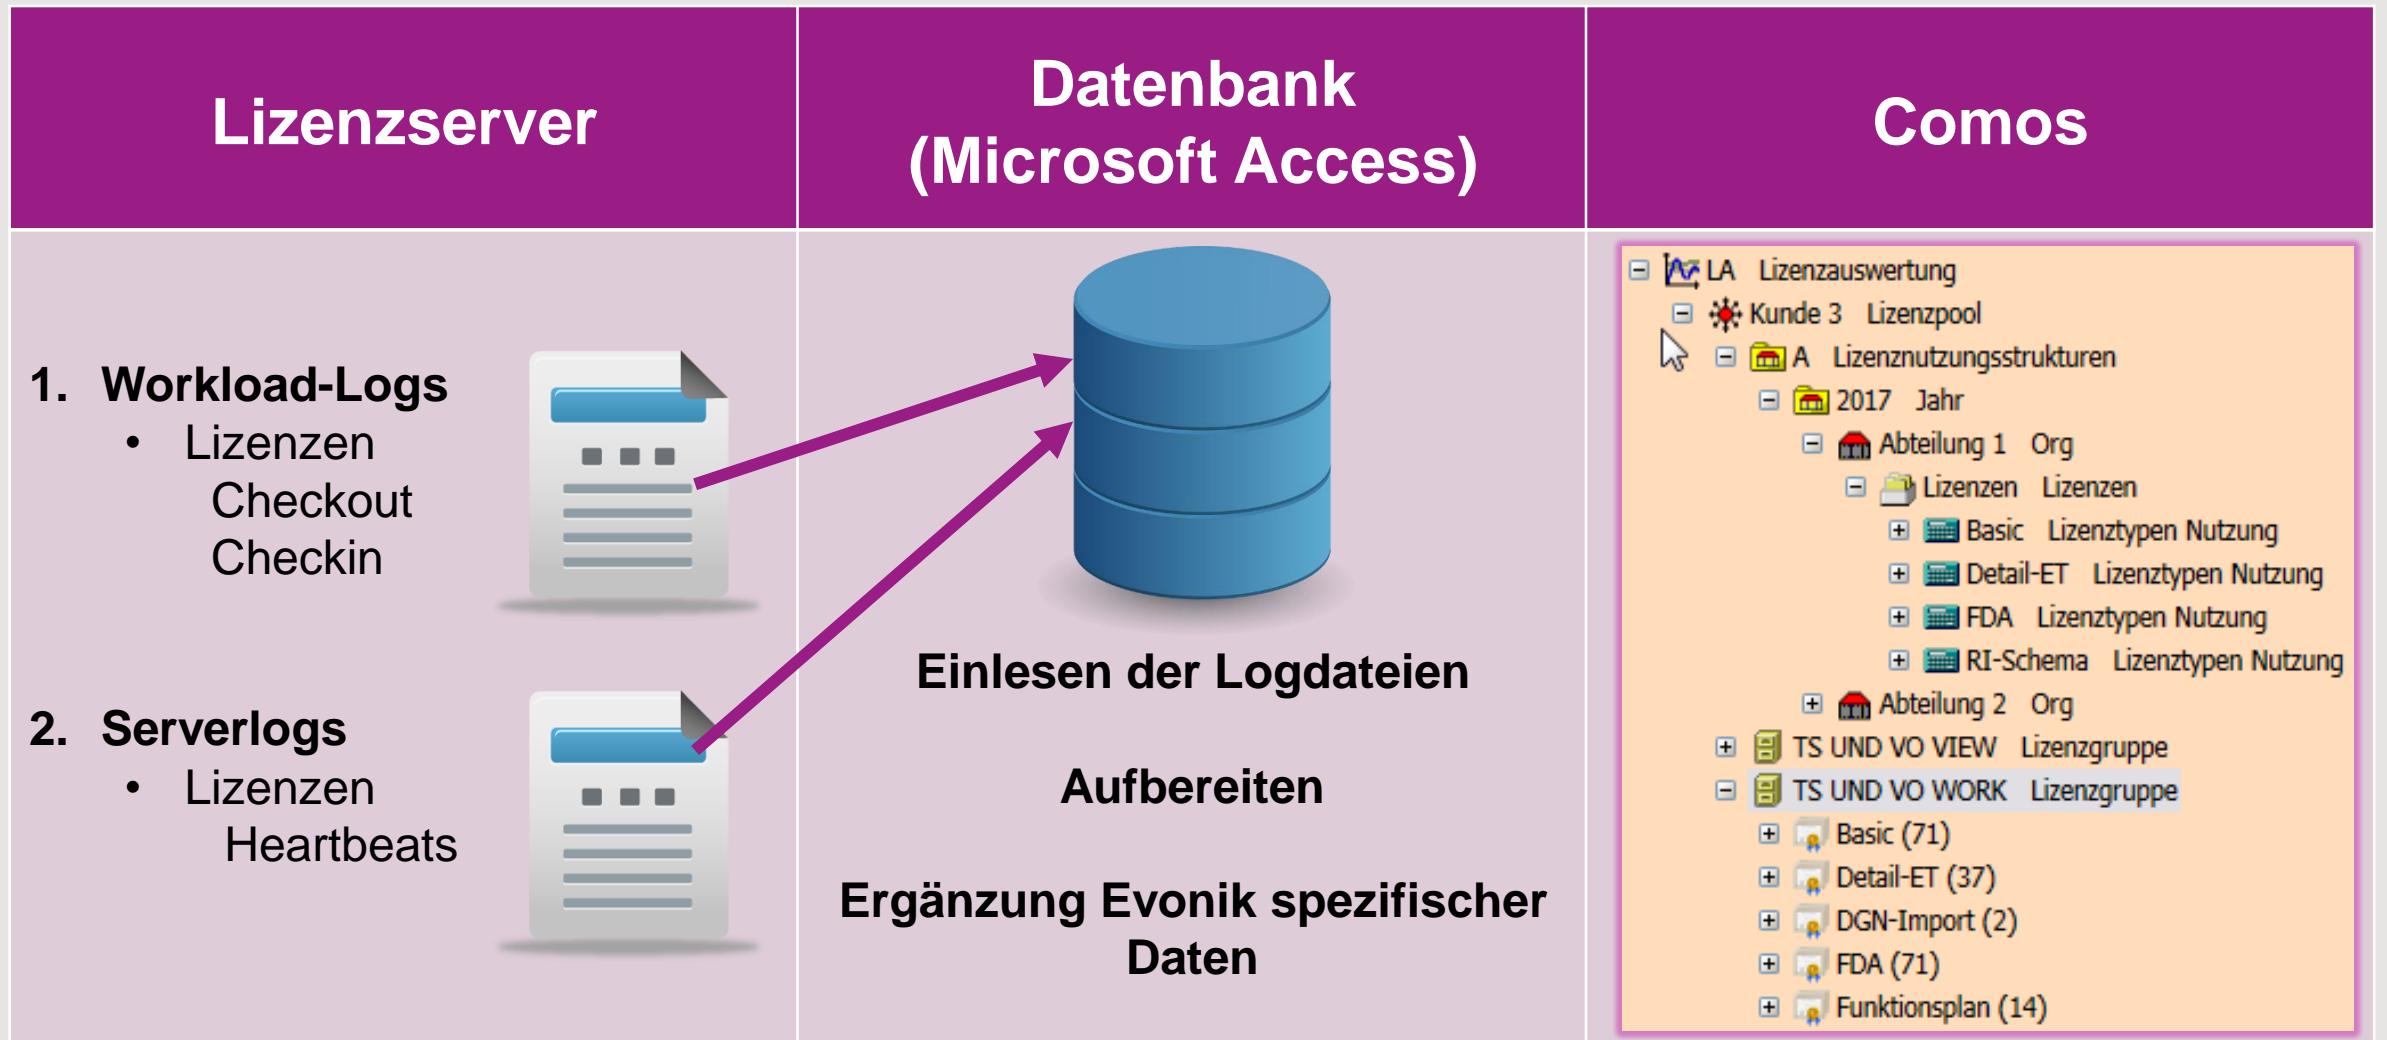 Lizenzserver
Datenbank
(Microsoft Access)
Comos
1. Workload-Logs
• Lizenzen
Checkout
Checkin
2. Serverlogs
• Lizenzen
Heartbeats
Einlesen der Logdateien
Aufbereiten
Ergänzung Evonik spezifischer
Daten
LA Lizenzauswertung
Kunde 3 Lizenzpool
A Lizenznutzungsstrukturen
2017 Jahr
Abteilung 1 Org
Lizenzen Lizenzen
Basic Lizenztypen Nutzung
Detail-ET Lizenztypen Nutzung
FDA Lizenztypen Nutzung
RI-Schema Lizenztypen Nutzung
Abteilung 2 Org
TS UND VO VIEW Lizenzgruppe
TS UND VO WORK Lizenzgruppe
Basic (71)
Detail-ET (37)
DGN-Import (2)
FDA (71)
Funktionsplan (14)